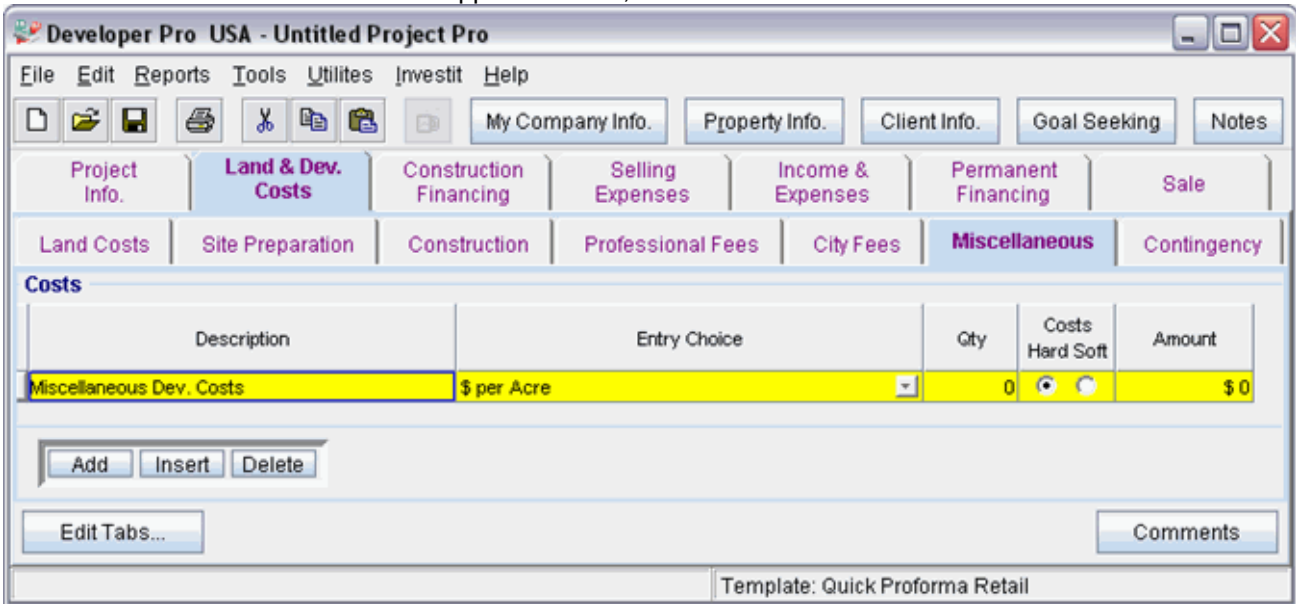 Developer Pro USA - Untitled Project Pro
File Edit Reports Tools Utilites Investit Help
My Company Info. Property Info. Client Info. Goal Seeking Notes
Project Info. Land & Dev. Costs Construction Financing Selling Expenses Income & Expenses Permanent Financing Sale
Land Costs Site Preparation Construction Professional Fees City Fees Miscellaneous Contingency
Costs
Description Entry Choice Qty Costs Hard Soft Amount
Miscellaneous Dev. Costs $ per Acre 0 $ 0
Add Insert Delete
Edit Tabs... Comments
Template: Quick Proforma Retail